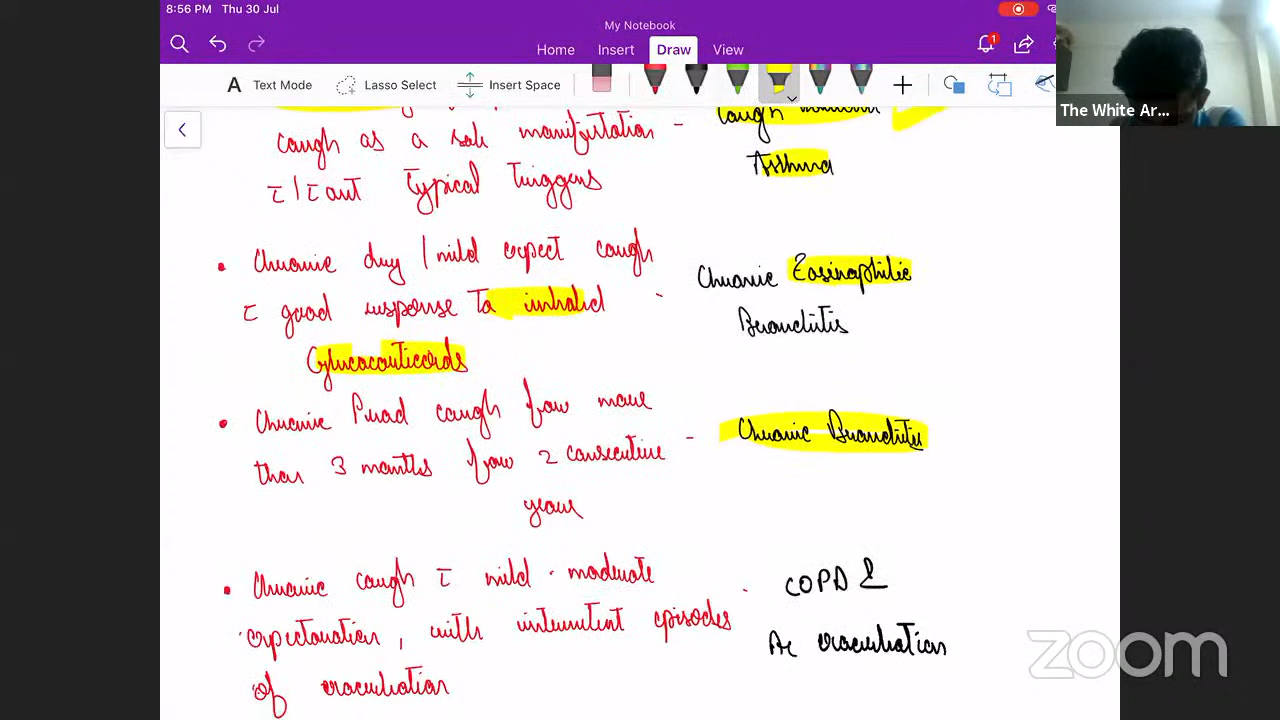 8:56 PM Thu 30 Jul
My Notebook
Home Insert Draw View
1
Text Mode Lasso Select Insert Space
The White Ar...
cough as a sole manifestation -
Asthma
typical triggers
• Chronic dry / mild expect cough
Chronic Eosinophilic
c̄ good response to inhaled -
Bronchitis
Glucocorticoids
• Chronic Prod cough for more
Chronic Bronchitis
than 3 months for 2 consecutive -
years
• Chronic cough c̄ mild - moderate
COPD &
expectoration, with intermittent episodes -
Ac exacerbation
of exacerbation
zoom